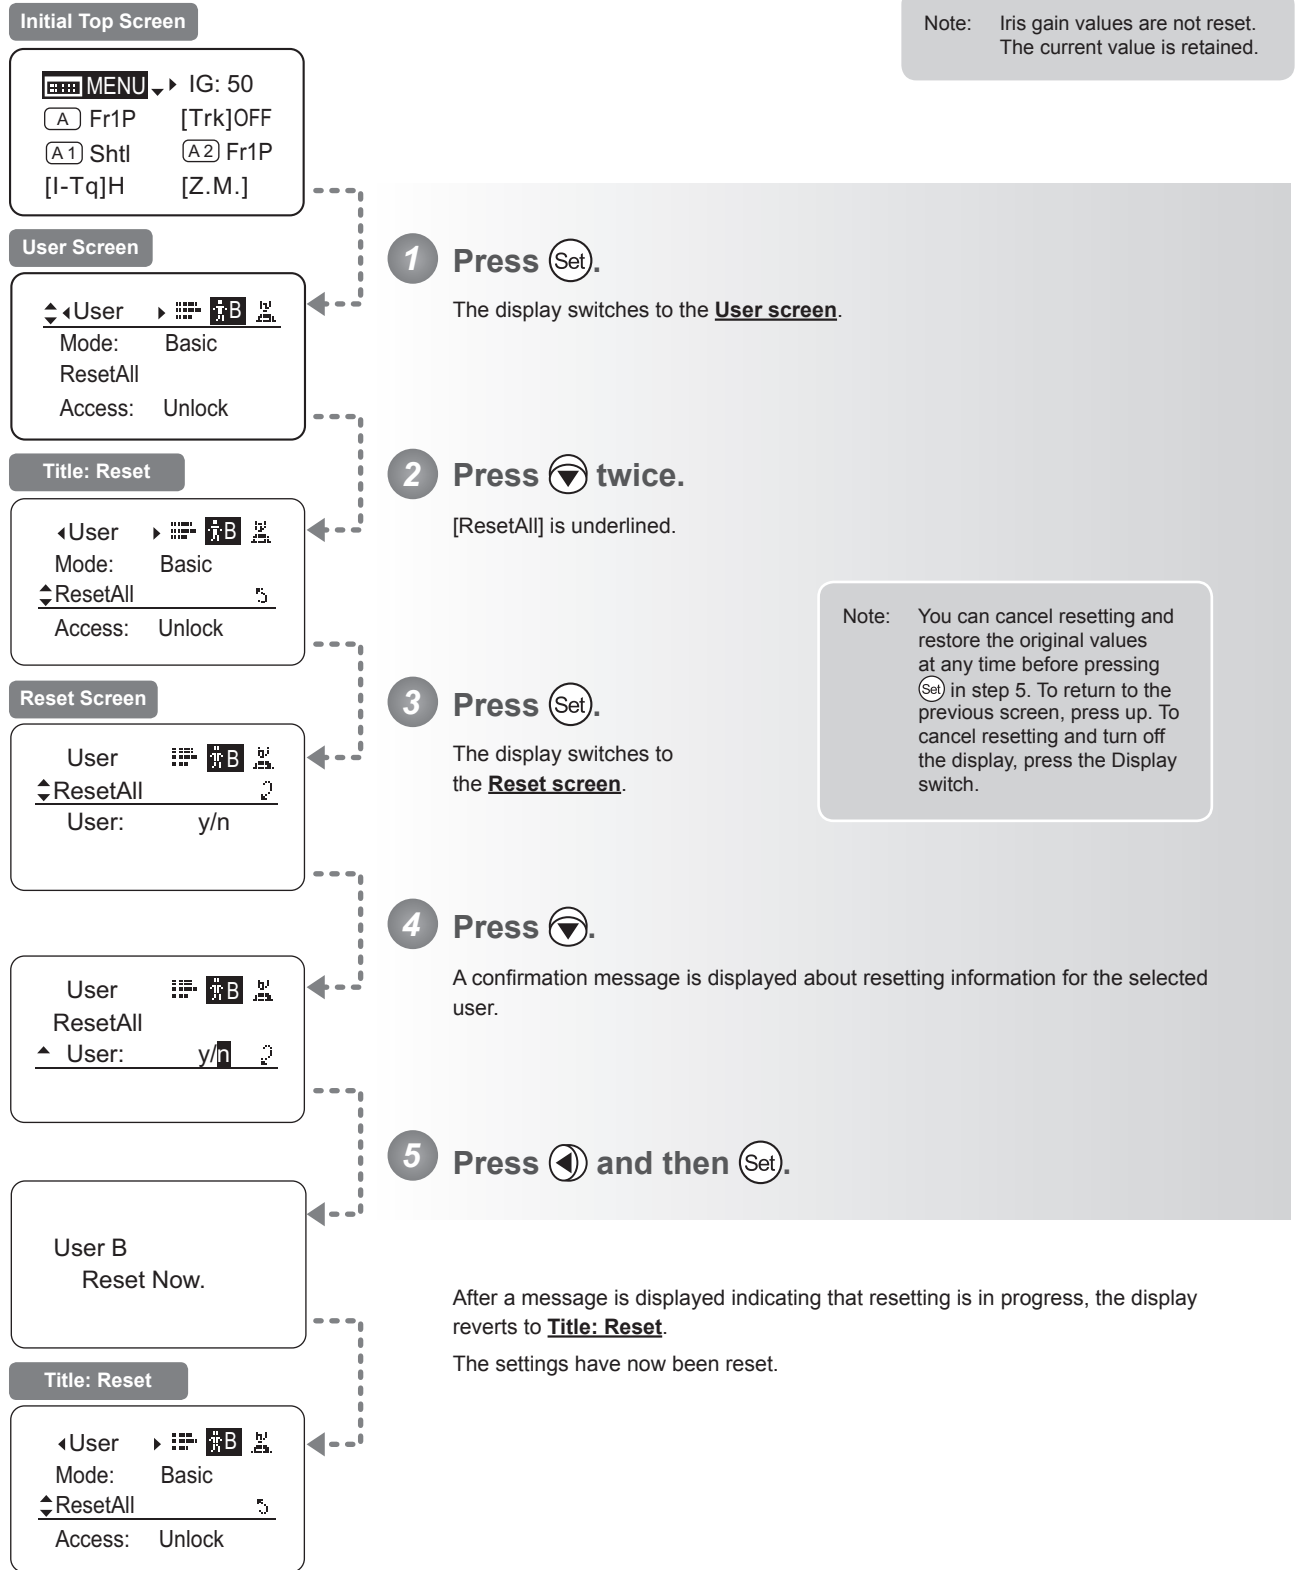 Initial Top Screen
Note: Iris gain values are not reset.
The current value is retained.
MENU IG: 50
A Fr1P [Trk]OFF
A1 Shtl A2 Fr1P
[I-Tq]H [Z.M.]
User Screen
User B
Mode: Basic
ResetAll
Access: Unlock
1 Press Set.
The display switches to the User screen.
Title: Reset
User B
Mode: Basic
ResetAll
Access: Unlock
2 Press twice.
[ResetAll] is underlined.
Note: You can cancel resetting and
restore the original values
at any time before pressing
Set in step 5. To return to the
previous screen, press up. To
cancel resetting and turn off
the display, press the Display
switch.
Reset Screen
User B
ResetAll
User: y/n
3 Press Set.
The display switches to
the Reset screen.
User B
ResetAll
User: y/n
4 Press .
A confirmation message is displayed about resetting information for the selected
user.
5 Press and then Set.
User B
Reset Now.
After a message is displayed indicating that resetting is in progress, the display
reverts to Title: Reset.
The settings have now been reset.
Title: Reset
User B
Mode: Basic
ResetAll
Access: Unlock